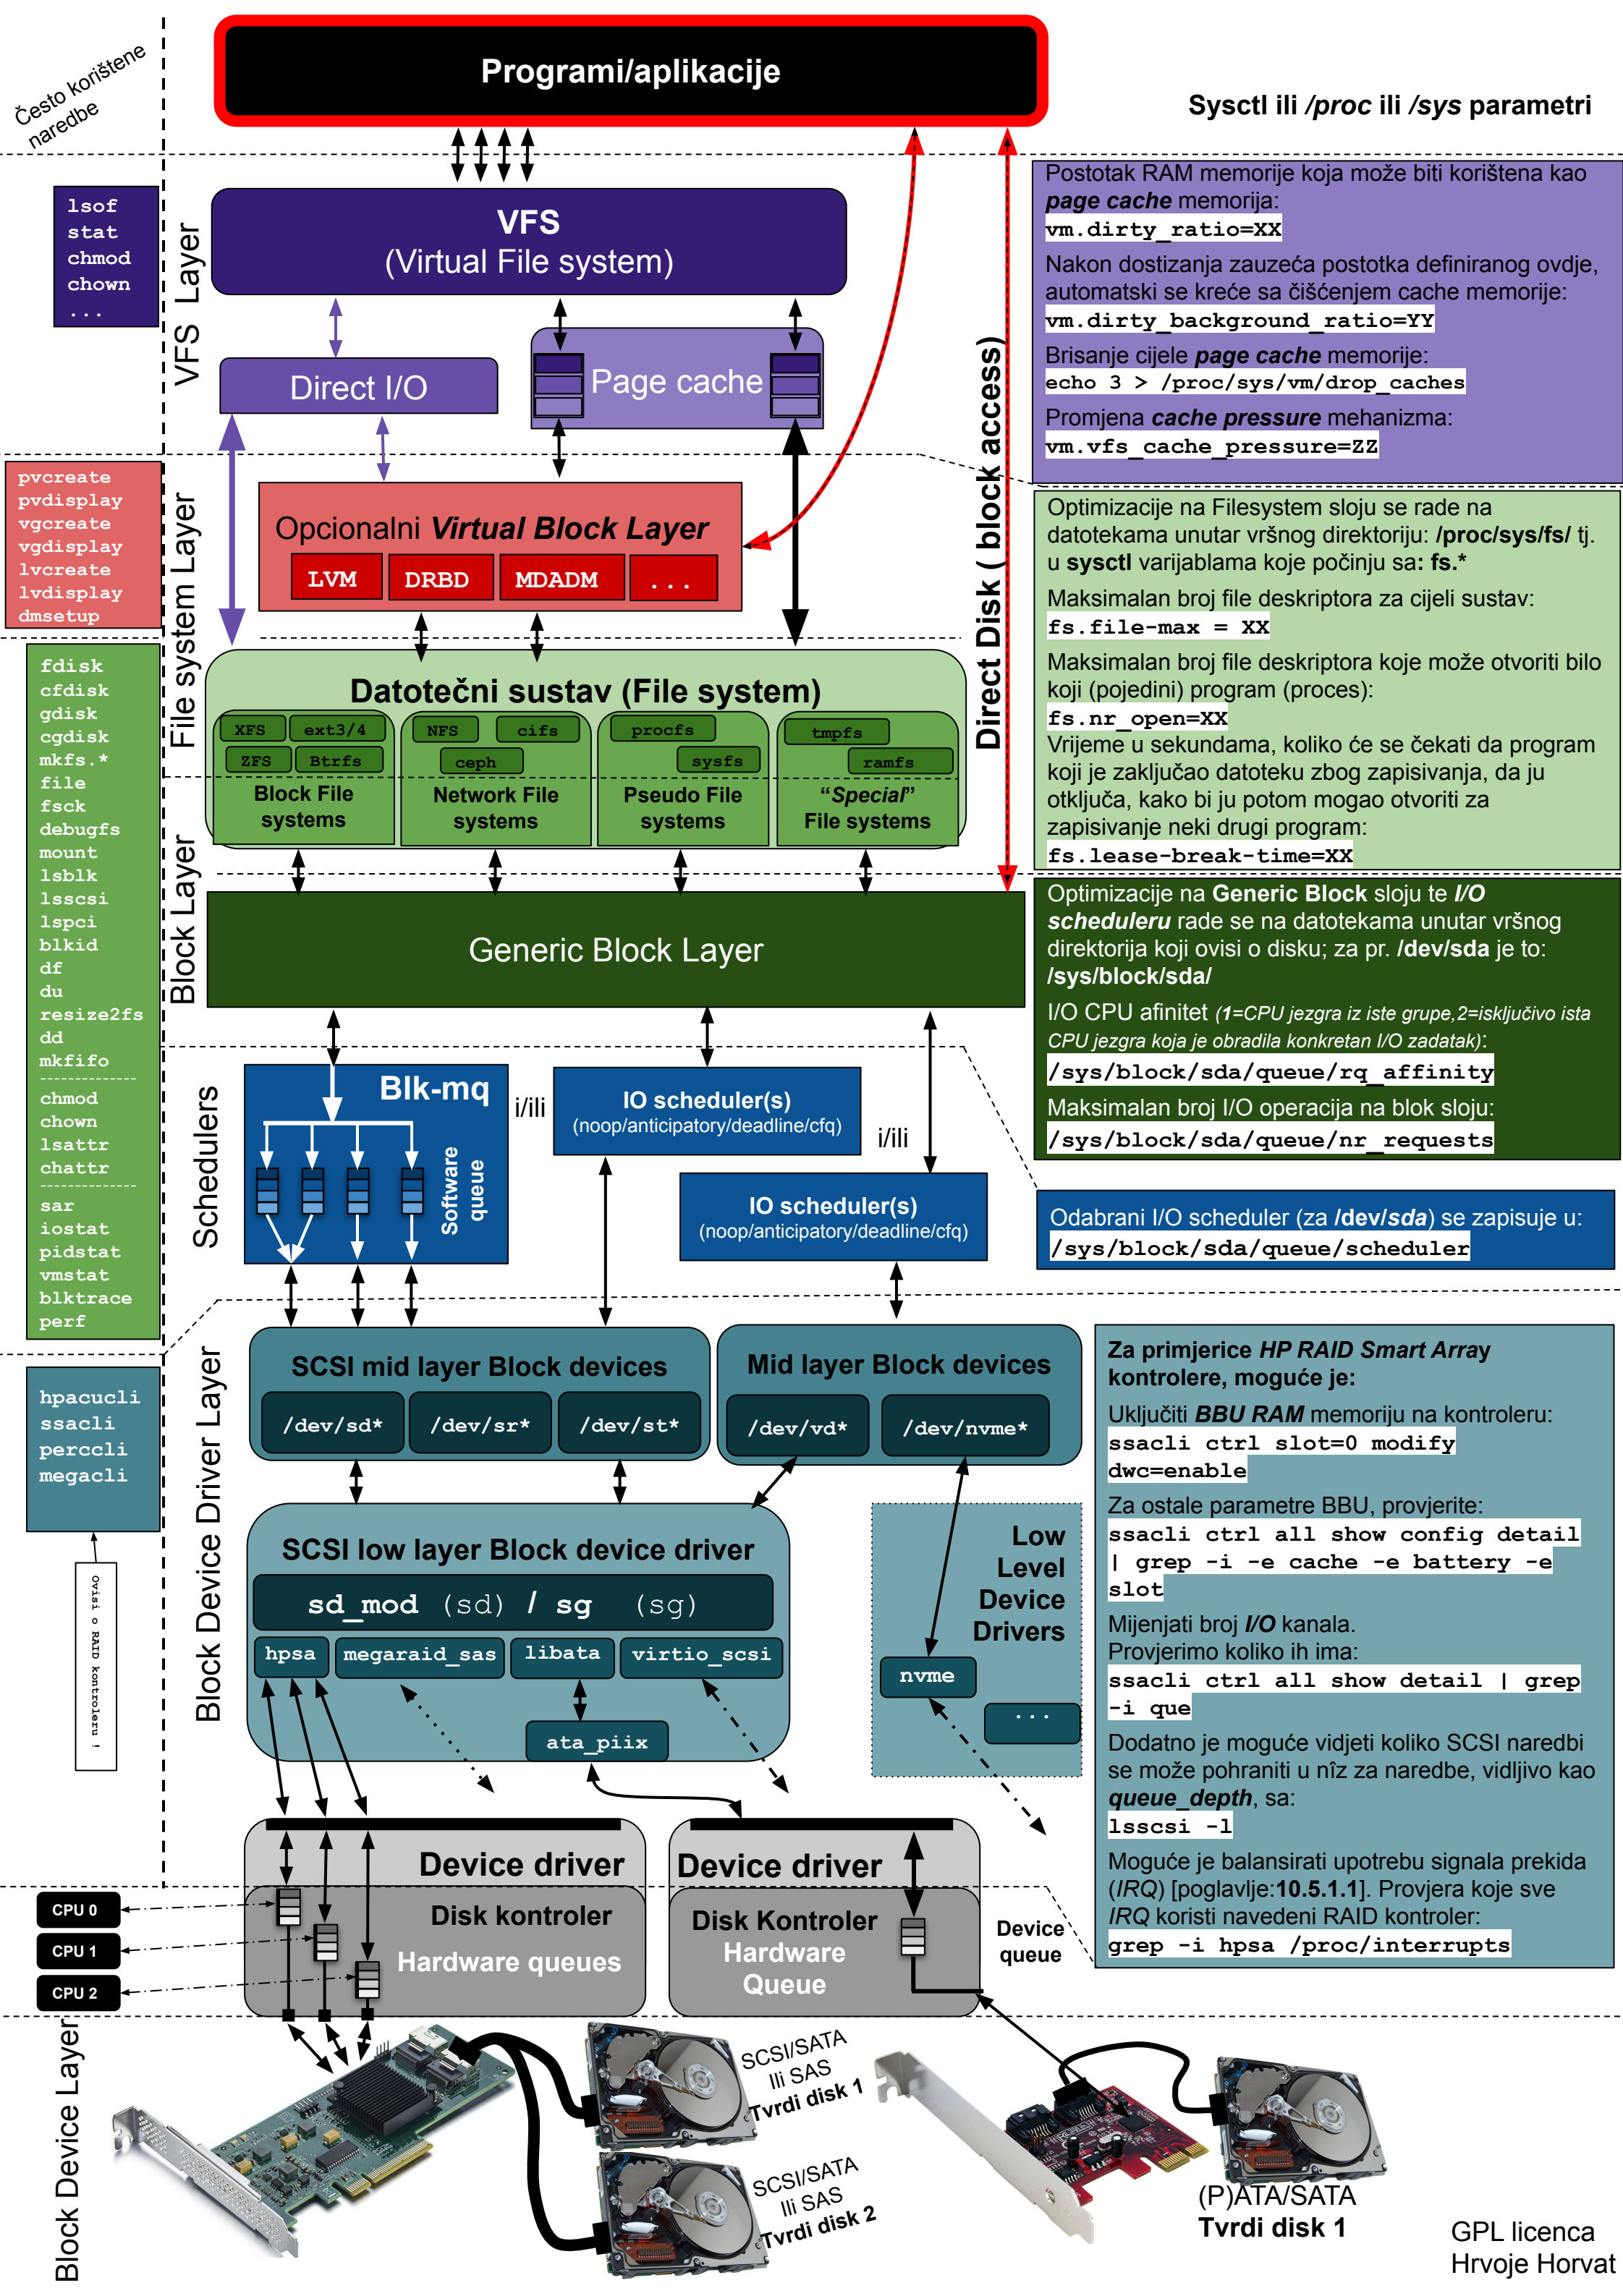 Često korištene
naredbe
Programi/aplikacije
Sysctl ili /proc ili /sys parametri
lsof
stat
chmod
chown
...
VFS Layer
VFS
(Virtual File system)
Direct I/O
Page cache
Direct Disk ( block access)
Postotak RAM memorije koja može biti korištena kao
page cache memorija:
vm.dirty_ratio=XX
Nakon dostizanja zauzeća postotka definiranog ovdje,
automatski se kreće sa čišćenjem cache memorije:
vm.dirty_background_ratio=YY
Brisanje cijele page cache memorije:
echo 3 > /proc/sys/vm/drop_caches
Promjena cache pressure mehanizma:
vm.vfs_cache_pressure=ZZ
pvcreate
pvdisplay
vgcreate
vgdisplay
lvcreate
lvdisplay
dmsetup
File system Layer
Opcionalni Virtual Block Layer
LVM
DRBD
MDADM
...
Datotečni sustav (File system)
XFS
ext3/4
ZFS
Btrfs
Block File
systems
NFS
cifs
ceph
Network File
systems
procfs
sysfs
Pseudo File
systems
tmpfs
ramfs
“Special”
File systems
Optimizacije na Filesystem sloju se rade na
datotekama unutar vršnog direktoriju: /proc/sys/fs/ tj.
u sysctl varijablama koje počinju sa: fs.*
Maksimalan broj file deskriptora za cijeli sustav:
fs.file-max = XX
Maksimalan broj file deskriptora koje može otvoriti bilo
koji (pojedini) program (proces):
fs.nr_open=XX
Vrijeme u sekundama, koliko će se čekati da program
koji je zaključao datoteku zbog zapisivanja, da ju
otključa, kako bi ju potom mogao otvoriti za
zapisivanje neki drugi program:
fs.lease-break-time=XX
fdisk
cfdisk
gdisk
cgdisk
mkfs.*
file
fsck
debugfs
mount
lsblk
lsscsi
lspci
blkid
df
du
resize2fs
dd
mkfifo
--------------
chmod
chown
lsattr
chattr
--------------
sar
iostat
pidstat
vmstat
blktrace
perf
Block Layer
Generic Block Layer
Optimizacije na Generic Block sloju te I/O
scheduleru rade se na datotekama unutar vršnog
direktorija koji ovisi o disku; za pr. /dev/sda je to:
/sys/block/sda/
I/O CPU afinitet (1=CPU jezgra iz iste grupe,2=isključivo ista
CPU jezgra koja je obradila konkretan I/O zadatak):
/sys/block/sda/queue/rq_affinity
Maksimalan broj I/O operacija na blok sloju:
/sys/block/sda/queue/nr_requests
Schedulers
Blk-mq
Software
queue
i/ili
IO scheduler(s)
(noop/anticipatory/deadline/cfq)
i/ili
IO scheduler(s)
(noop/anticipatory/deadline/cfq)
Odabrani I/O scheduler (za /dev/sda) se zapisuje u:
/sys/block/sda/queue/scheduler
hpacucli
ssacli
perccli
megacli
Ovisi o RAID kontroleru !
Block Device Driver Layer
SCSI mid layer Block devices
/dev/sd*
/dev/sr*
/dev/st*
Mid layer Block devices
/dev/vd*
/dev/nvme*
SCSI low layer Block device driver
sd_mod (sd) / sg (sg)
hpsa
megaraid_sas
libata
virtio_scsi
ata_piix
Low
Level
Device
Drivers
nvme
...
Za primjerice HP RAID Smart Array
kontrolere, moguće je:
Uključiti BBU RAM memoriju na kontroleru:
ssacli ctrl slot=0 modify
dwc=enable
Za ostale parametre BBU, provjerite:
ssacli ctrl all show config detail
| grep -i -e cache -e battery -e
slot
Mijenjati broj I/O kanala.
Provjerimo koliko ih ima:
ssacli ctrl all show detail | grep
-i que
Dodatno je moguće vidjeti koliko SCSI naredbi
se može pohraniti u nîz za naredbe, vidljivo kao
queue_depth, sa:
lsscsi -l
Moguće je balansirati upotrebu signala prekida
(IRQ) [poglavlje:10.5.1.1]. Provjera koje sve
IRQ koristi navedeni RAID kontroler:
grep -i hpsa /proc/interrupts
Device driver
Disk kontroler
Hardware queues
Device driver
Disk Kontroler
Hardware
Queue
Device
queue
CPU 0
CPU 1
CPU 2
Block Device Layer
SCSI/SATA
Ili SAS
Tvrdi disk 1
SCSI/SATA
Ili SAS
Tvrdi disk 2
(P)ATA/SATA
Tvrdi disk 1
GPL licenca
Hrvoje Horvat